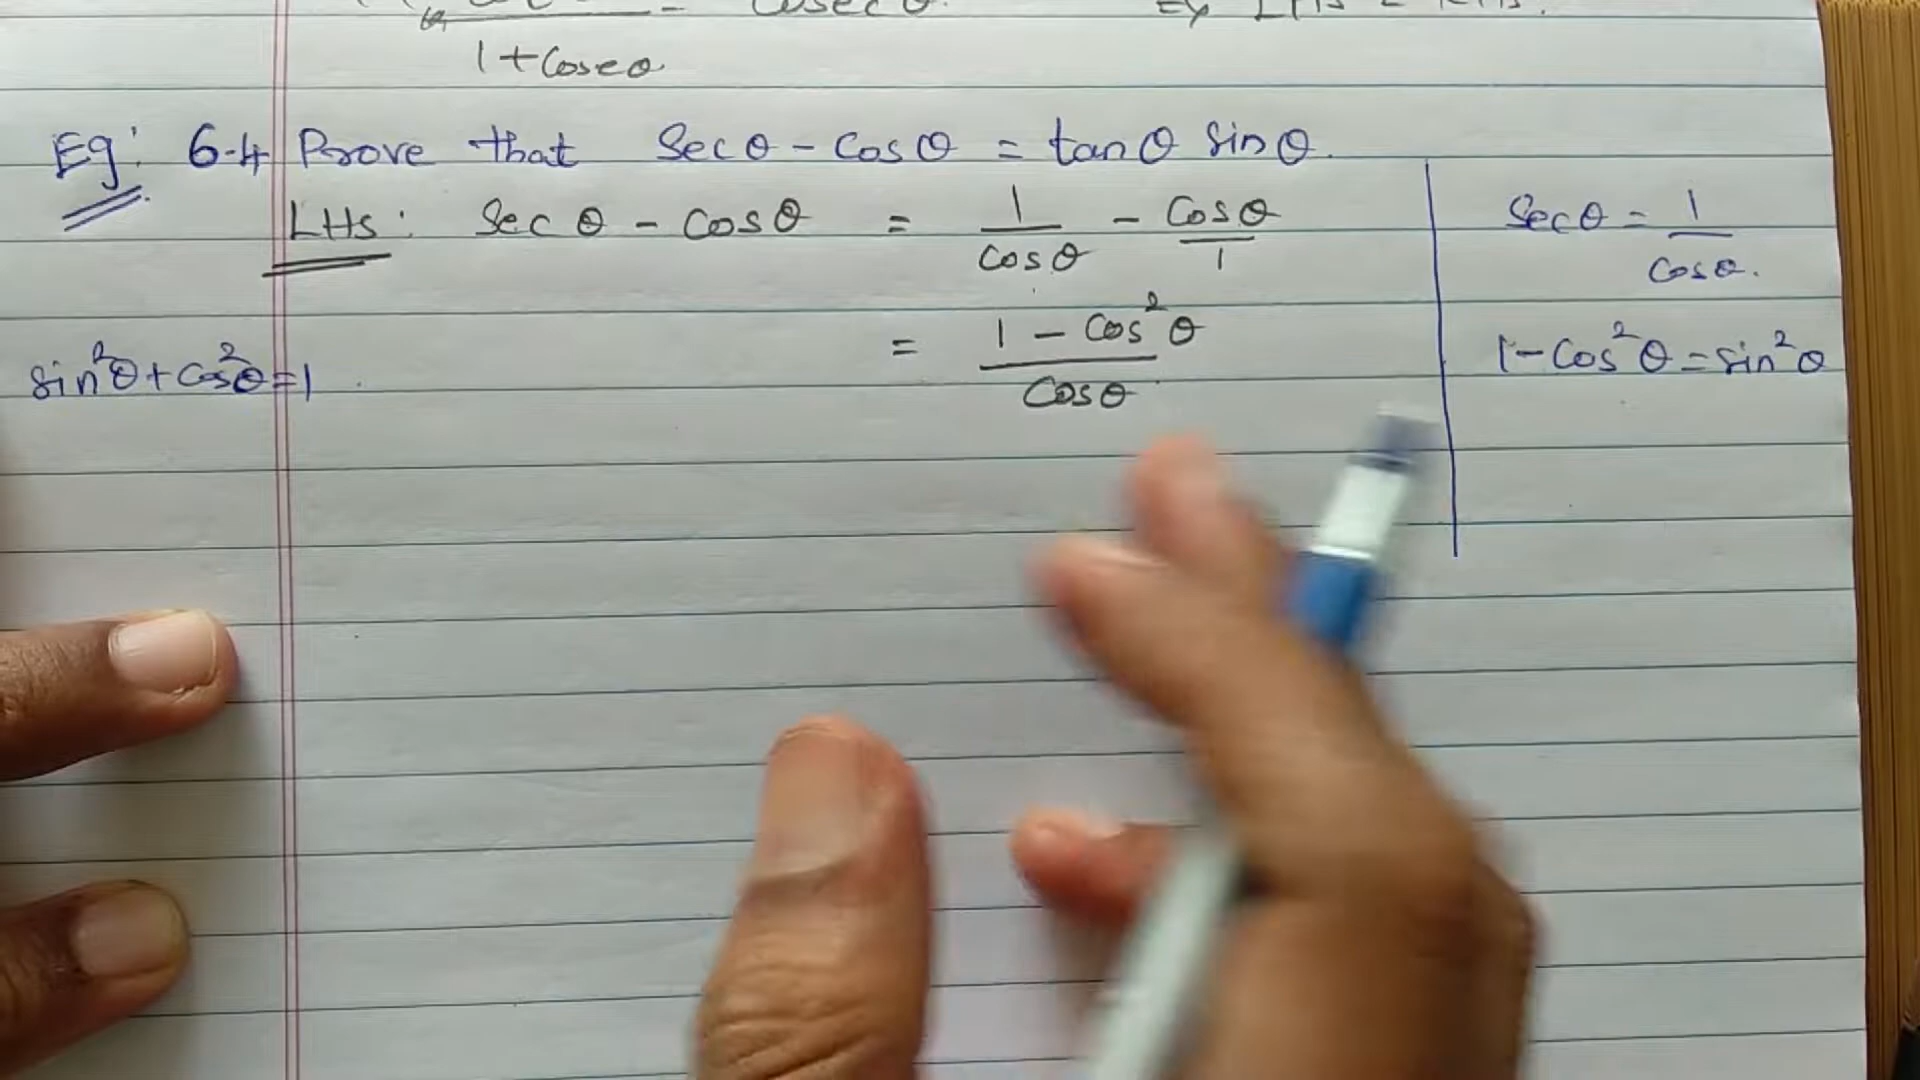 1 + Cosec θ
Eg: 6.4 Prove that Sec θ - Cos θ = tan θ sin θ.
LHS: Sec θ - Cos θ = 1/Cos θ - Cos θ/1
Sec θ = 1/Cos θ.
= 1 - Cos²θ/Cos θ
1 - Cos²θ = sin²θ
sin²θ + cos²θ = 1